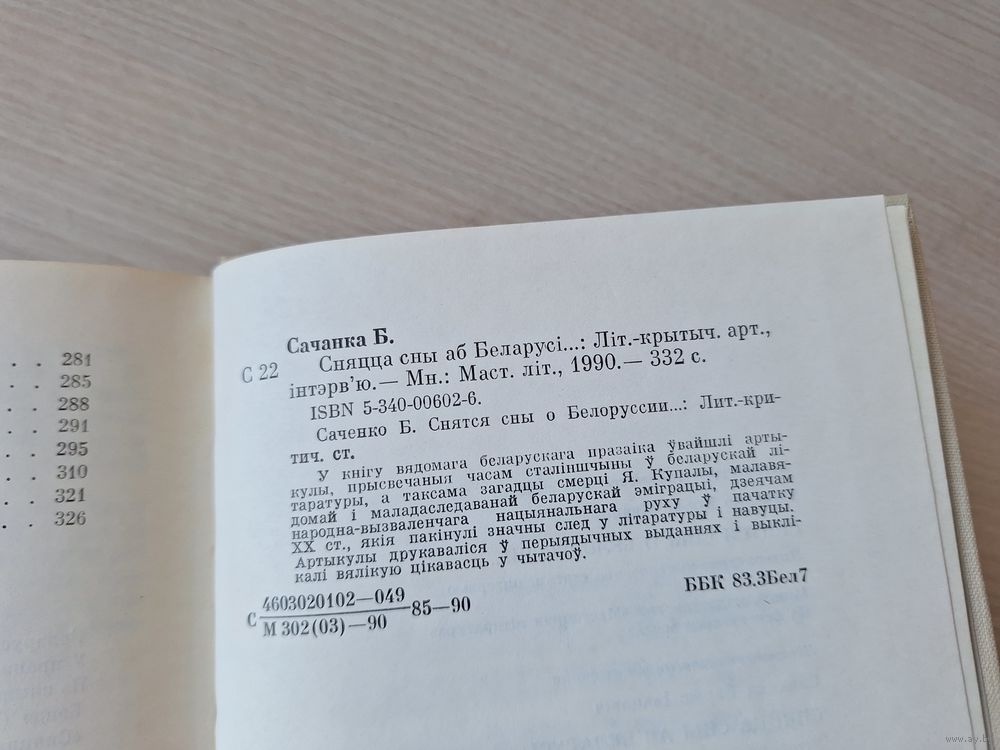 . . 281
. . 285
. . 288
. . 291
. . 295
. . 310
. . 321
. . 326
Сачанка Б.
С 22 Сняцца сны аб Беларусі...: Літ.-крытыч. арт.,
інтэрв’ю.— Мн.: Маст. літ., 1990.— 332 с.
ISBN 5-340-00602-6.
Саченко Б. Снятся сны о Белоруссии...: Лит.-кри-
тич. ст.
У кнігу вядомага беларускага празаіка ўвайшлі арты-
кулы, прысвечаныя часам сталіншчыны ў беларускай лі-
таратуры, а таксама загадцы смерці Я. Купалы, малавя-
домай і маладаследаванай беларускай эміграцыі, дзеячам
народна-вызваленчага нацыянальнага руху ў пачатку
XX ст., якія пакінулі значны след у літаратуры і навуцы.
Артыкулы друкаваліся ў перыядычных выданнях і выклі-
калі вялікую цікавасць у чытачоў.
С 4603020102—049
М 302(03)—90
85—90
ББК 83.3Бел7
www.ay.by